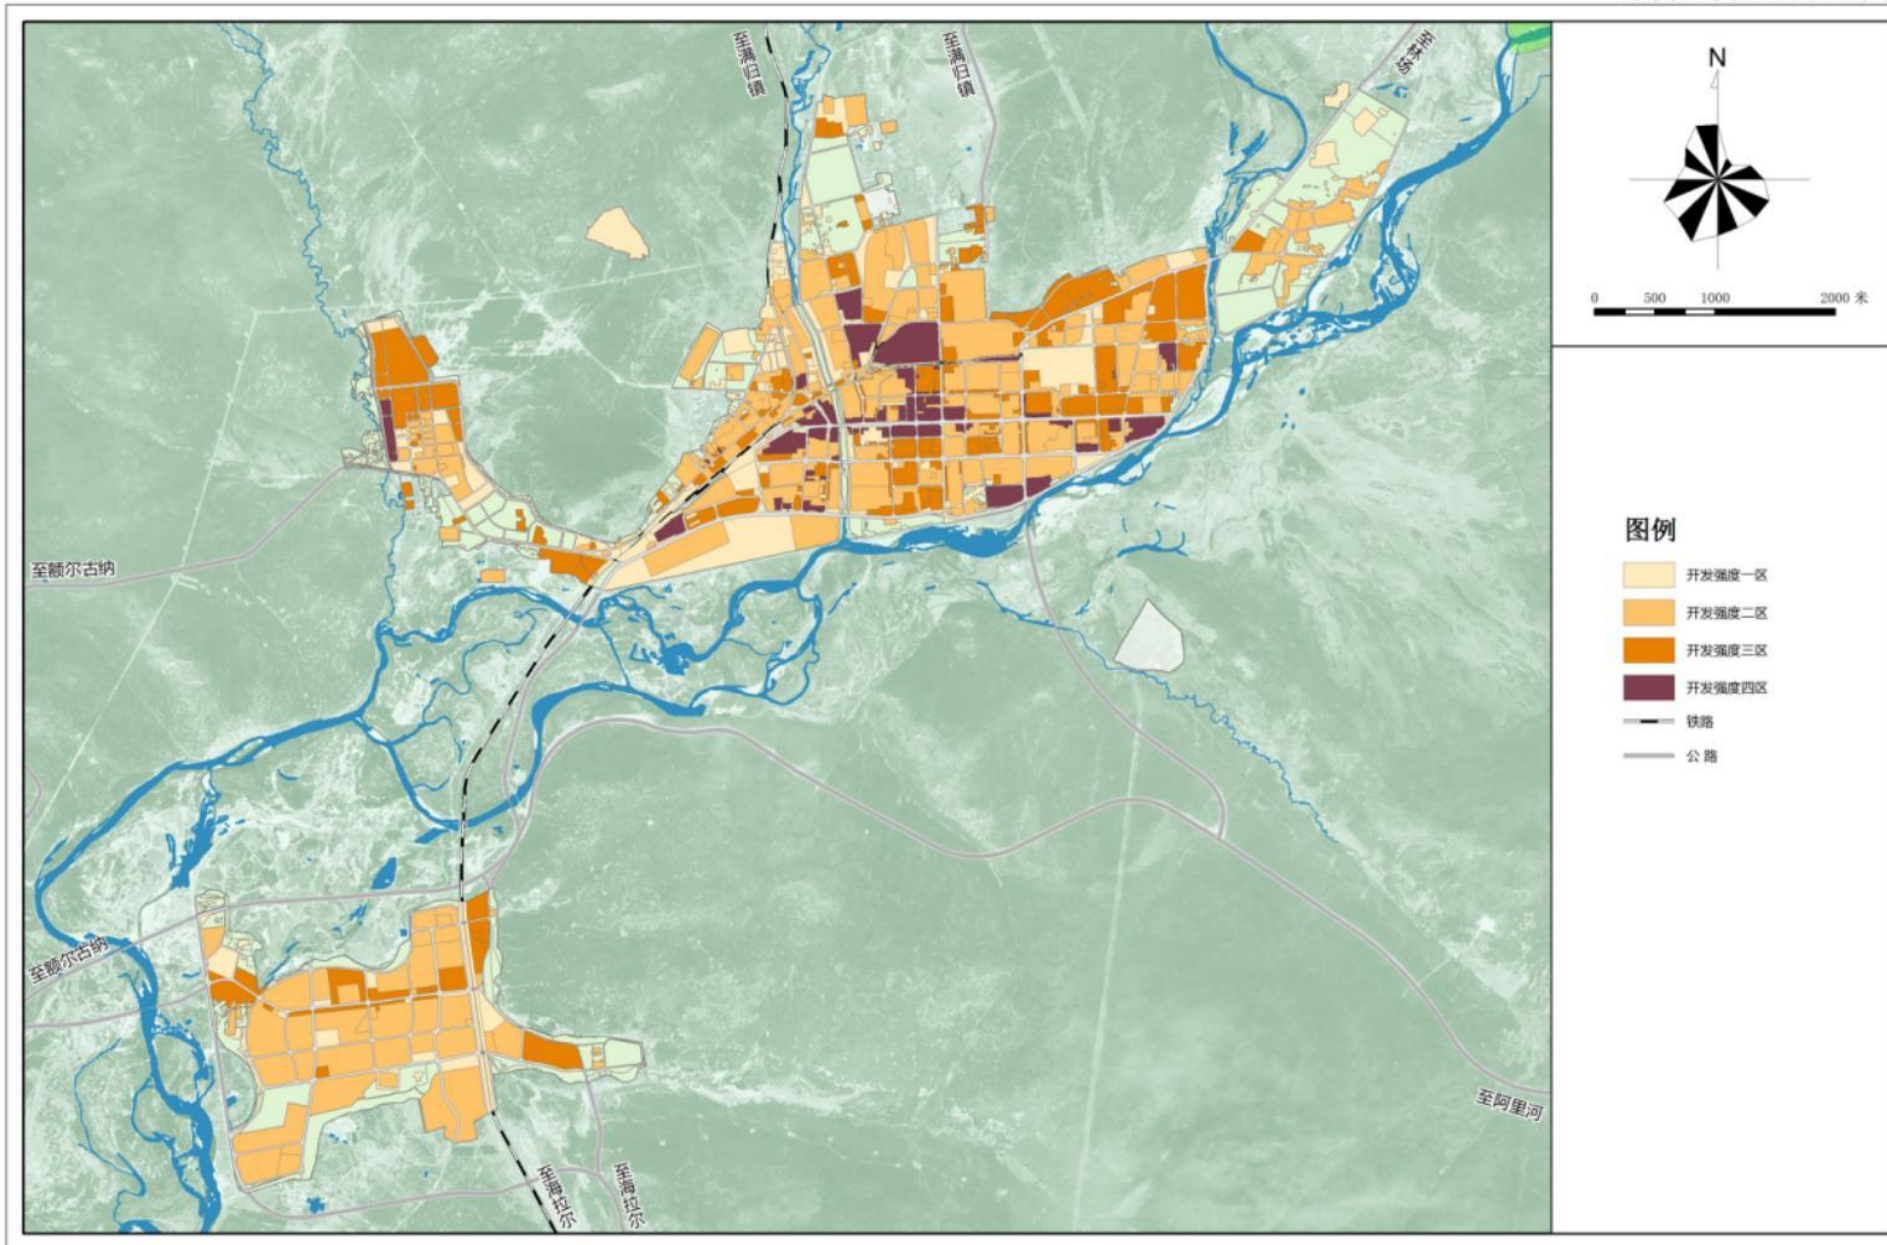 至满归镇
至满归镇
至林场
N
0 500 1000 2000 米
至额尔古纳
图例
开发强度一区
开发强度二区
开发强度三区
开发强度四区
铁路
公路
至额尔古纳
至阿里河
至海拉尔
至海拉尔